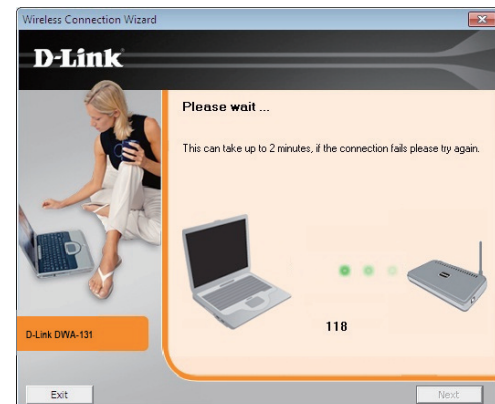 Wireless Connection Wizard
D-Link
Please wait ...
This can take up to 2 minutes, if the connection fails please try again.
118
D-Link DWA-131
Exit
Next